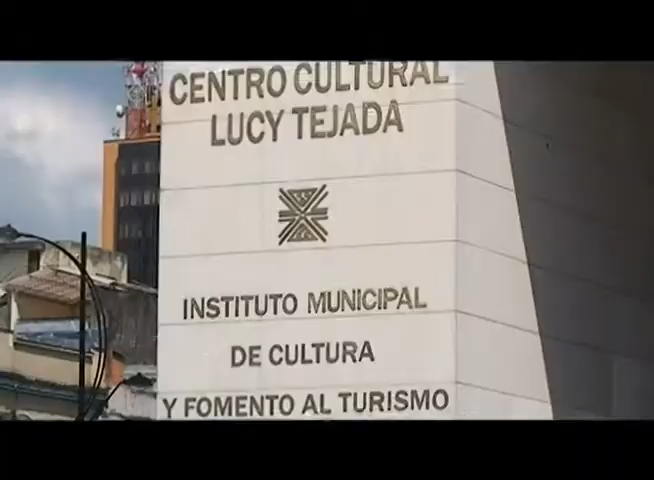 CENTRO CULTURAL
LUCY TEJADA
INSTITUTO MUNICIPAL
DE CULTURA
Y FOMENTO AL TURISMO